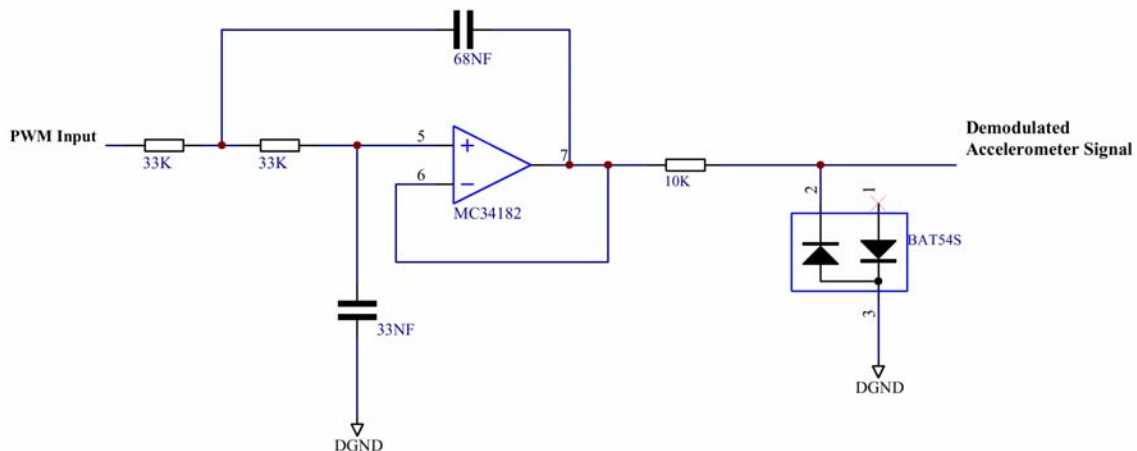 68NF
PWM Input
33K
33K
5
6
7
MC34182
10K
Demodulated
Accelerometer Signal
2
1
BAT54S
3
33NF
DGND
DGND